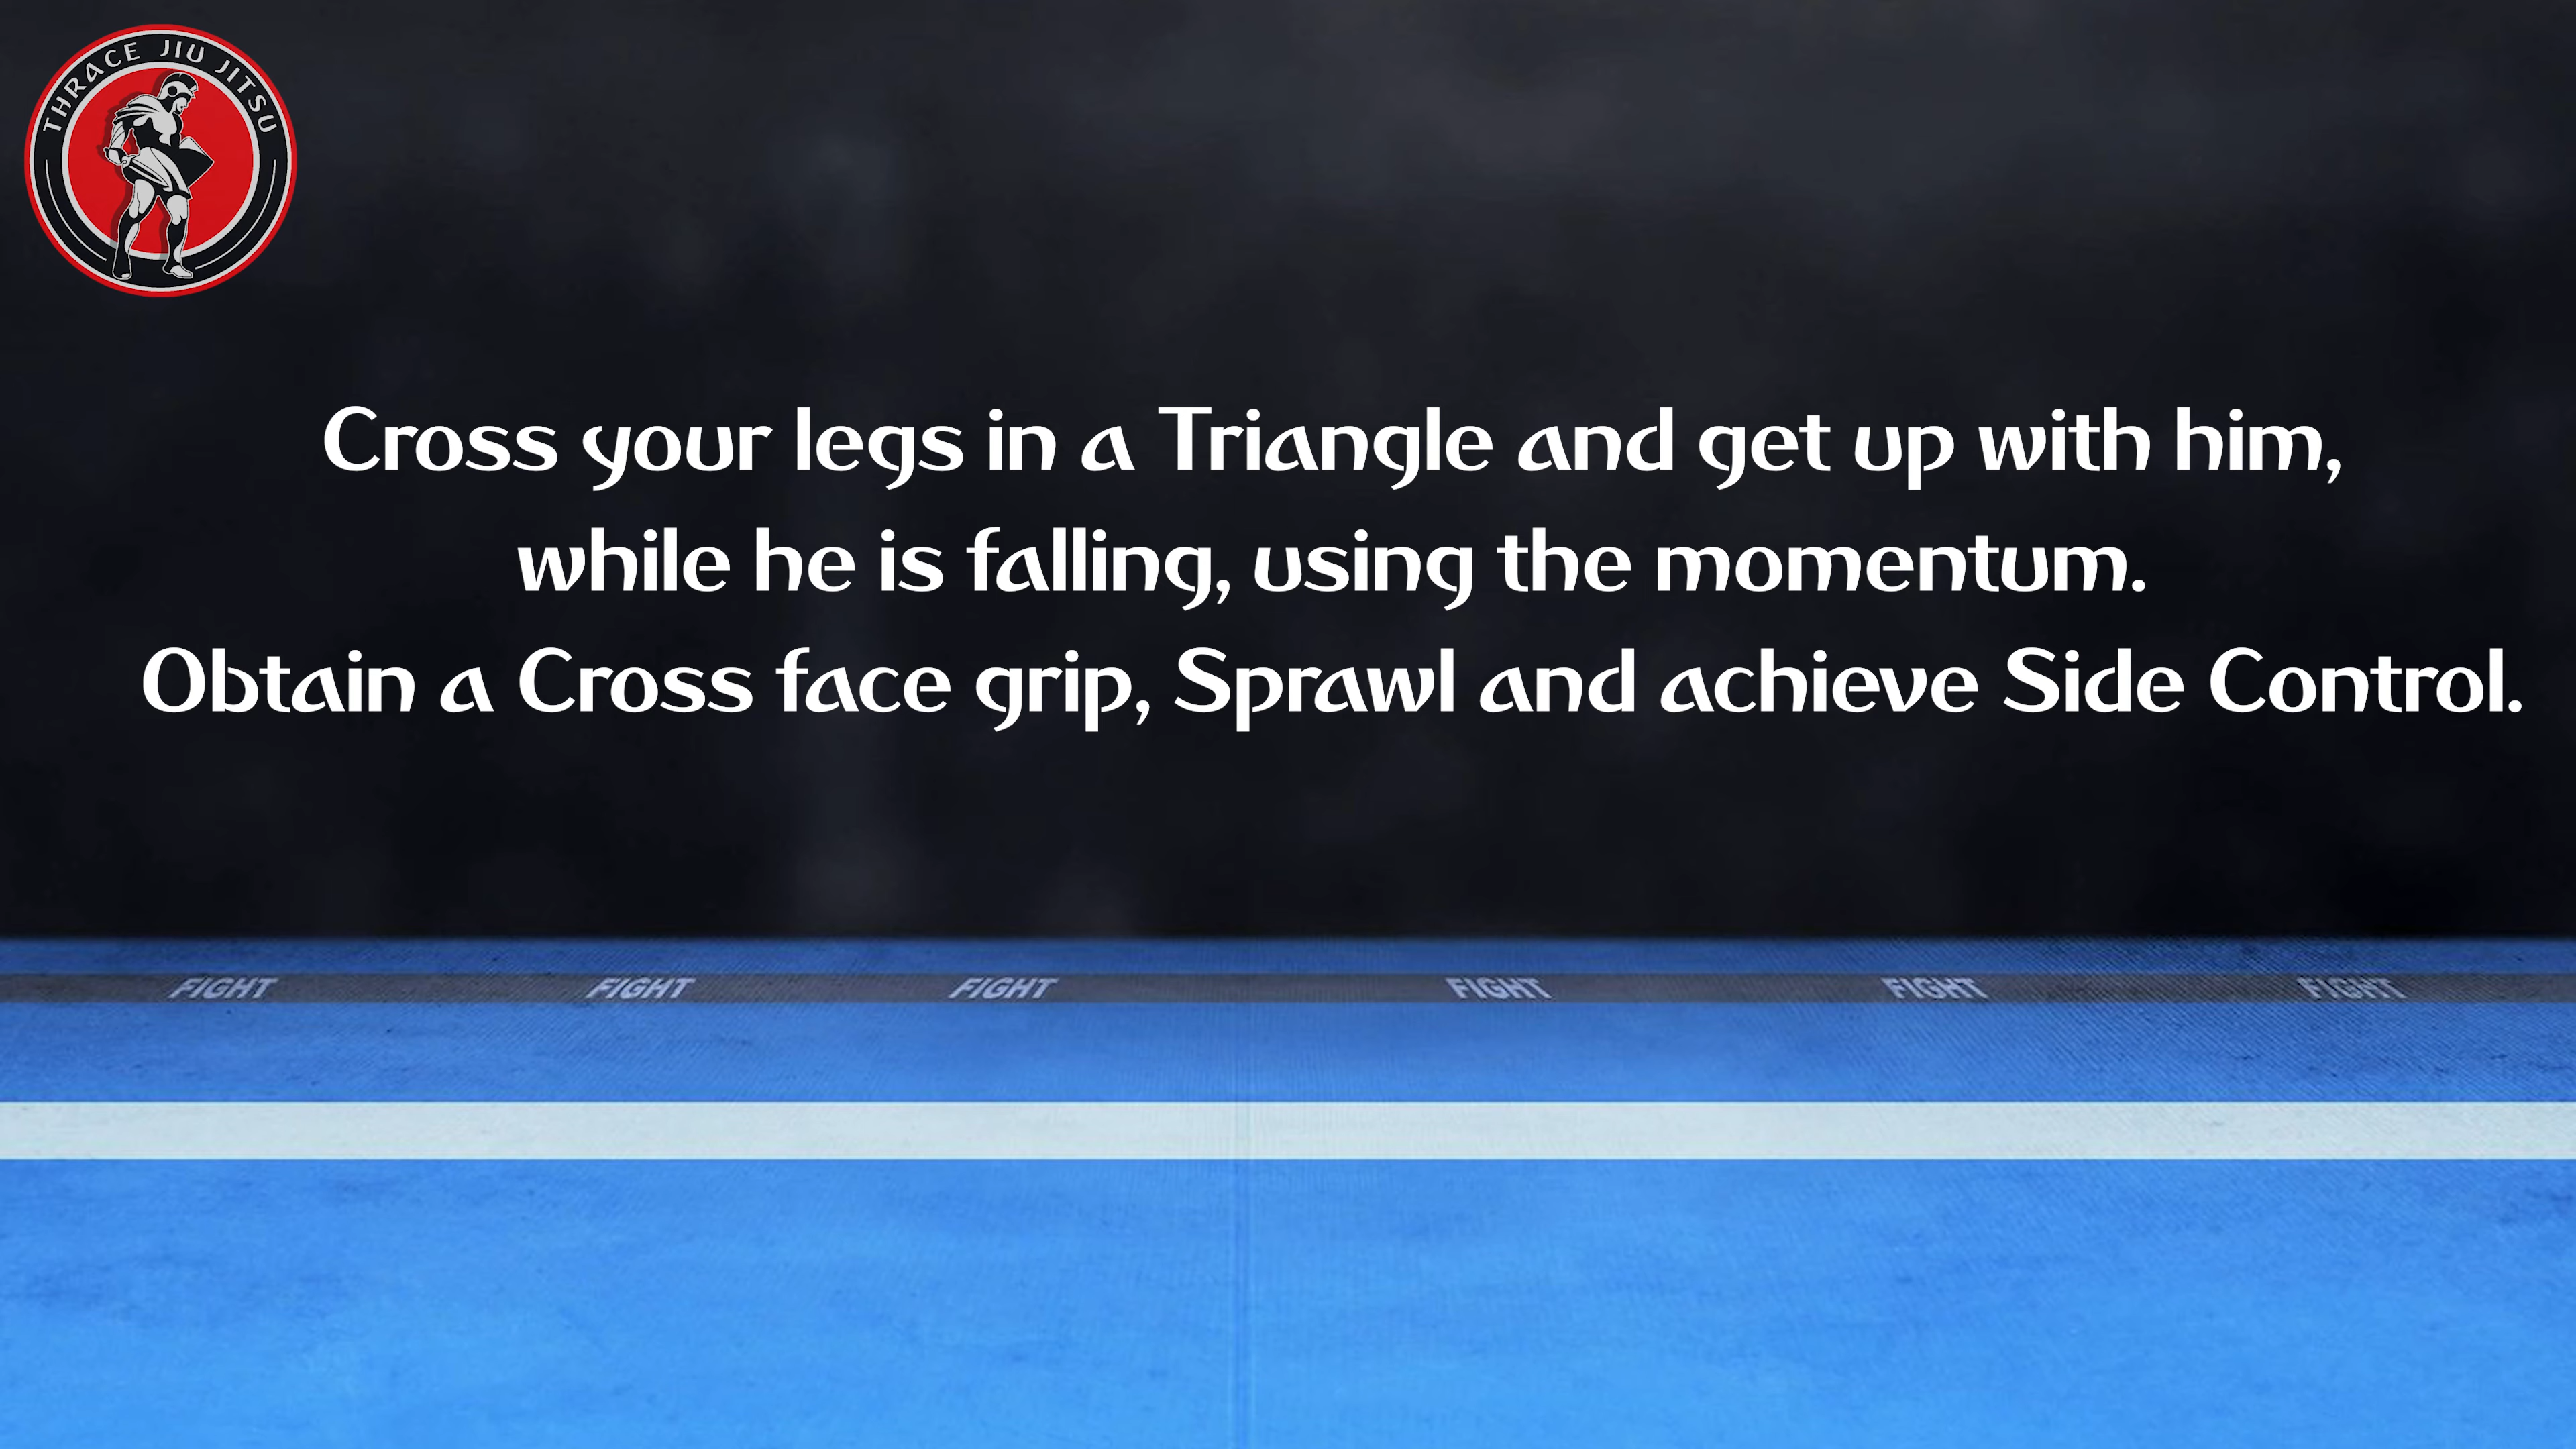 THRACE JIU JITSU
Cross your legs in a Triangle and get up with him,
while he is falling, using the momentum.
Obtain a Cross face grip, Sprawl and achieve Side Control.
FIGHT FIGHT FIGHT FIGHT FIGHT FIGHT